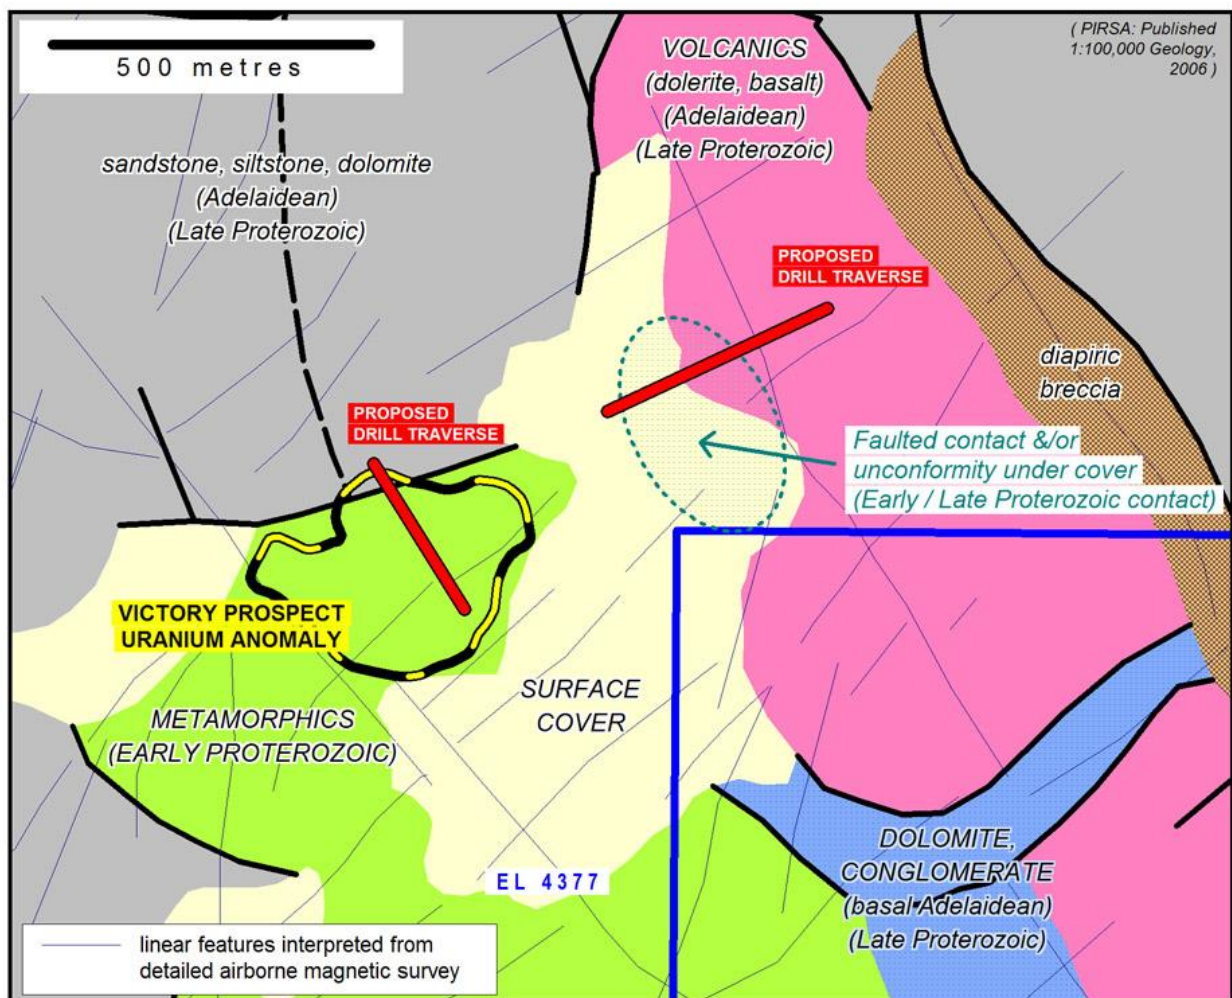 500 metres
( PIRSA: Published
1:100,000 Geology,
2006 )
VOLCANICS
(dolerite, basalt)
(Adelaidean)
(Late Proterozoic)
sandstone, siltstone, dolomite
(Adelaidean)
(Late Proterozoic)
PROPOSED
DRILL TRAVERSE
diapiric
breccia
PROPOSED
DRILL TRAVERSE
Faulted contact &/or
unconformity under cover
(Early / Late Proterozoic contact)
VICTORY PROSPECT
URANIUM ANOMALY
SURFACE
COVER
METAMORPHICS
(EARLY PROTEROZOIC)
DOLOMITE,
CONGLOMERATE
(basal Adelaidean)
(Late Proterozoic)
EL 4377
linear features interpreted from
detailed airborne magnetic survey